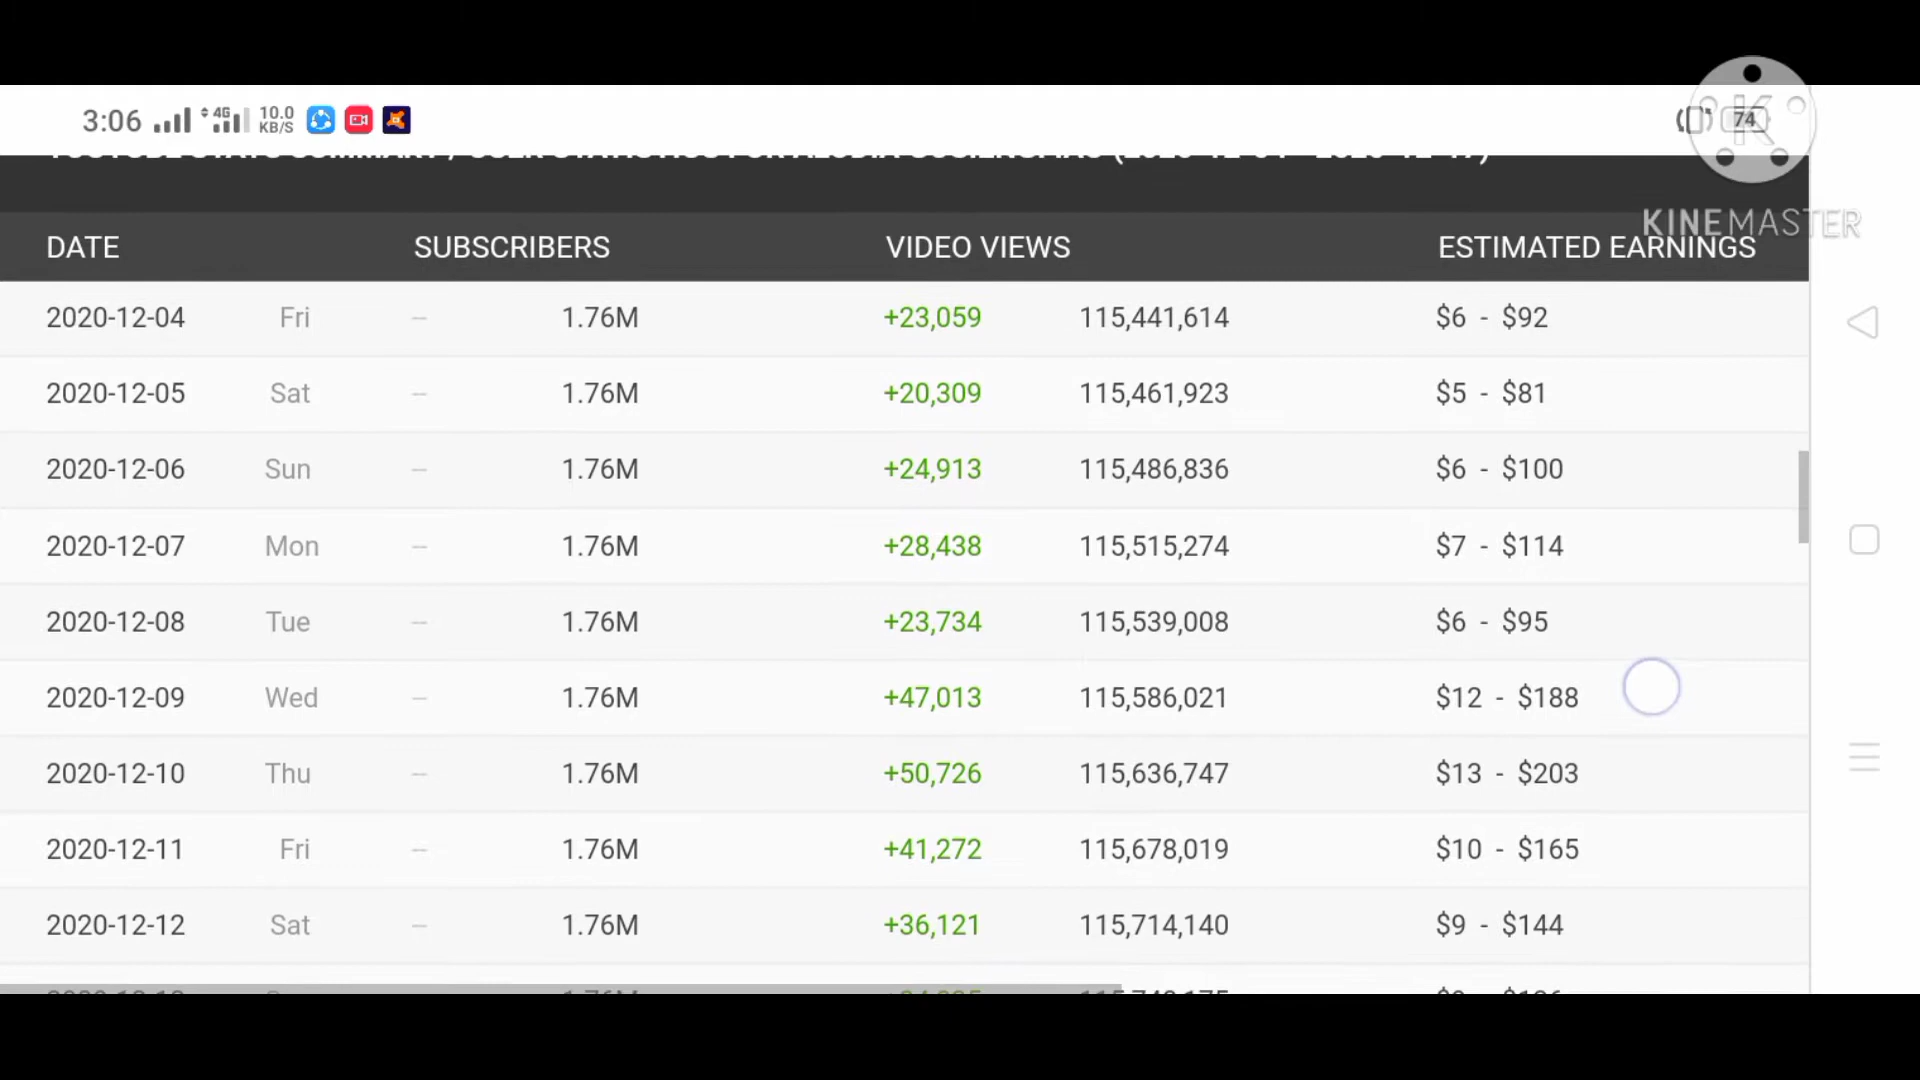 3:06 4G 10.0 KB/S 74
KINEMASTER
DATE SUBSCRIBERS VIDEO VIEWS ESTIMATED EARNINGS
2020-12-04 Fri -- 1.76M +23,059 115,441,614 $6 - $92
2020-12-05 Sat -- 1.76M +20,309 115,461,923 $5 - $81
2020-12-06 Sun -- 1.76M +24,913 115,486,836 $6 - $100
2020-12-07 Mon -- 1.76M +28,438 115,515,274 $7 - $114
2020-12-08 Tue -- 1.76M +23,734 115,539,008 $6 - $95
2020-12-09 Wed -- 1.76M +47,013 115,586,021 $12 - $188
2020-12-10 Thu -- 1.76M +50,726 115,636,747 $13 - $203
2020-12-11 Fri -- 1.76M +41,272 115,678,019 $10 - $165
2020-12-12 Sat -- 1.76M +36,121 115,714,140 $9 - $144